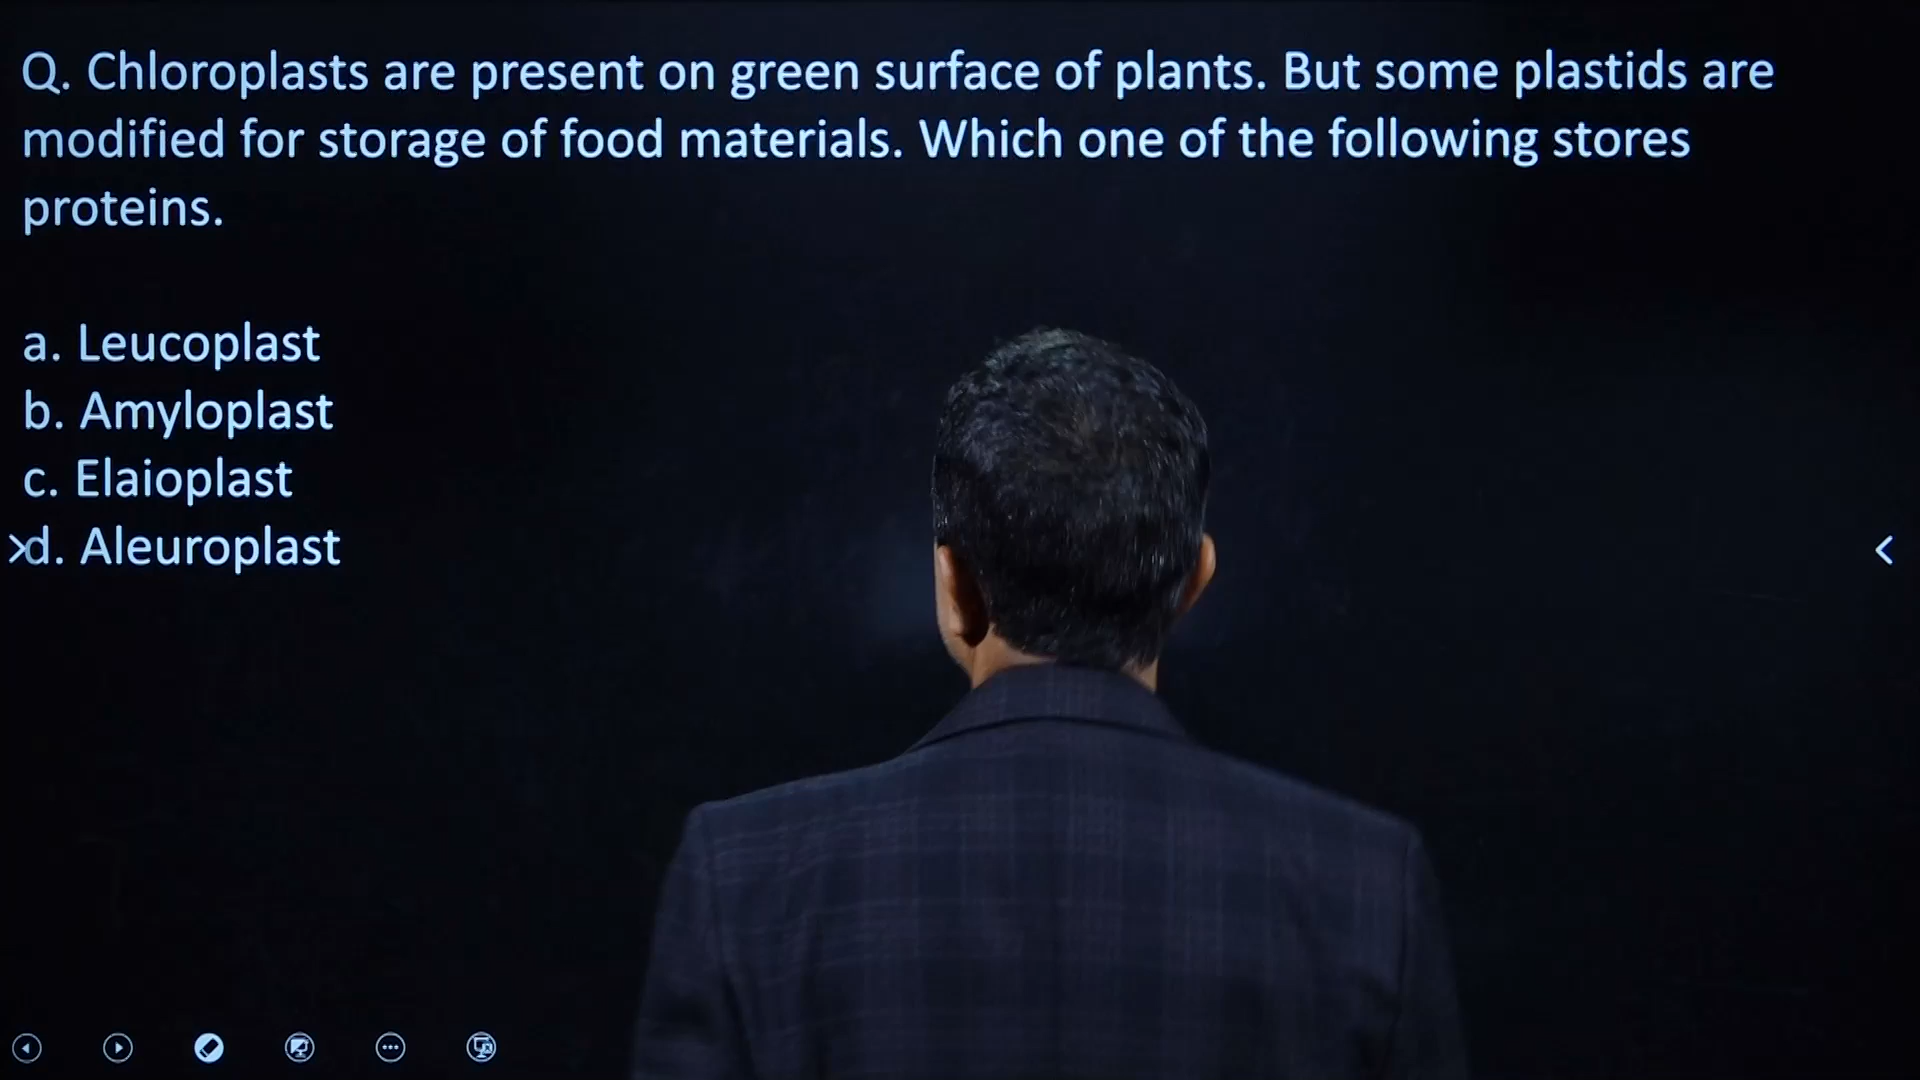 Q. Chloroplasts are present on green surface of plants. But some plastids are
modified for storage of food materials. Which one of the following stores
proteins.
a. Leucoplast
b. Amyloplast
c. Elaioplast
d. Aleuroplast